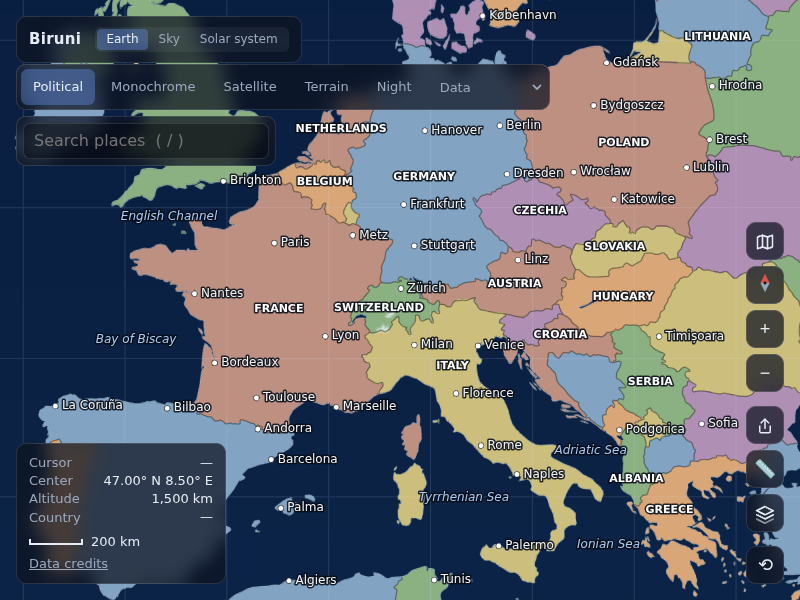 Biruni Earth Sky Solar system
Political Monochrome Satellite Terrain Night Data
Search places ( / )
København
LITHUANIA
Gdańsk
Hrodna
Bydgoszcz
NETHERLANDS
Hanover
Berlin
POLAND
Brest
Lublin
Brighton
BELGIUM
GERMANY
Dresden
Wrocław
Katowice
English Channel
Frankfurt
CZECHIA
Paris
Metz
Stuttgart
SLOVAKIA
Linz
AUSTRIA
Nantes
Zürich
HUNGARY
FRANCE
SWITZERLAND
Bay of Biscay
Lyon
Milan
Venice
CROATIA
Timișoara
Bordeaux
ITALY
SERBIA
Toulouse
Florence
La Coruña
Bilbao
Marseille
Andorra
Podgorica
Sofia
Rome
Adriatic Sea
Barcelona
Naples
ALBANIA
Tyrrhenian Sea
Palma
GREECE
Palermo
Ionian Sea
Algiers
Tunis
Cursor —
Center 47.00° N 8.50° E
Altitude 1,500 km
Country —
200 km
Data credits